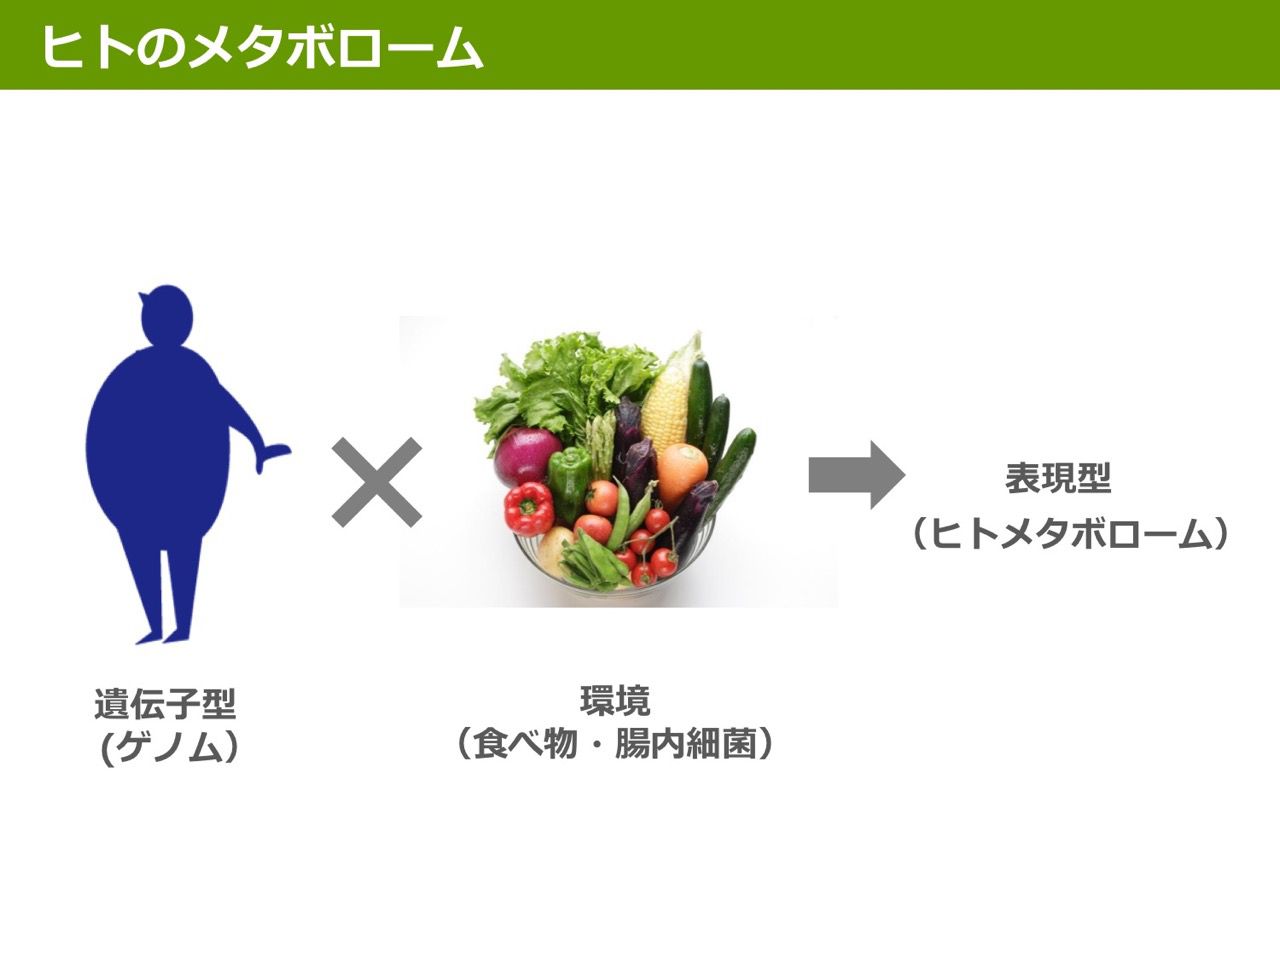 ヒトのメタボローム
表現型
（ヒトメタボローム）
遺伝子型
(ゲノム）
環境
（食べ物・腸内細菌）